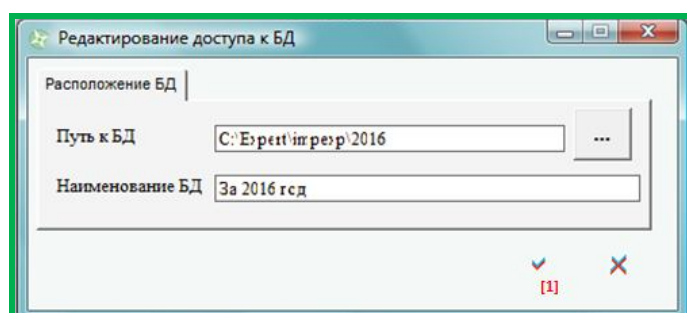 Редактирование доступа к БД
Расположение БД
Путь к БД
C:\Expert\impexp\2016
...
Наименование БД
За 2016 год
[1]